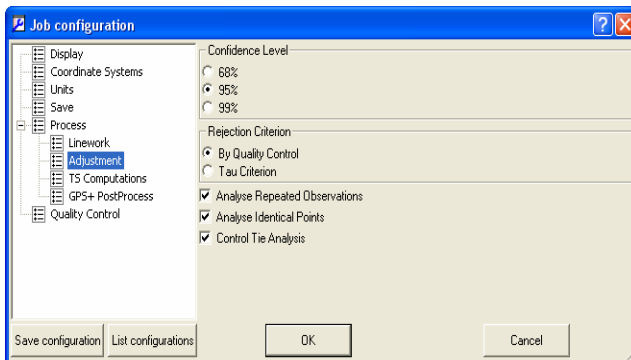 Job configuration
Display
Coordinate Systems
Units
Save
Process
Linework
Adjustment
TS Computations
GPS+ PostProcess
Quality Control
Confidence Level
68%
95%
99%
Rejection Criterion
By Quality Control
Tau Criterion
Analyse Repeated Observations
Analyse Identical Points
Control Tie Analysis
Save configuration
List configurations
OK
Cancel